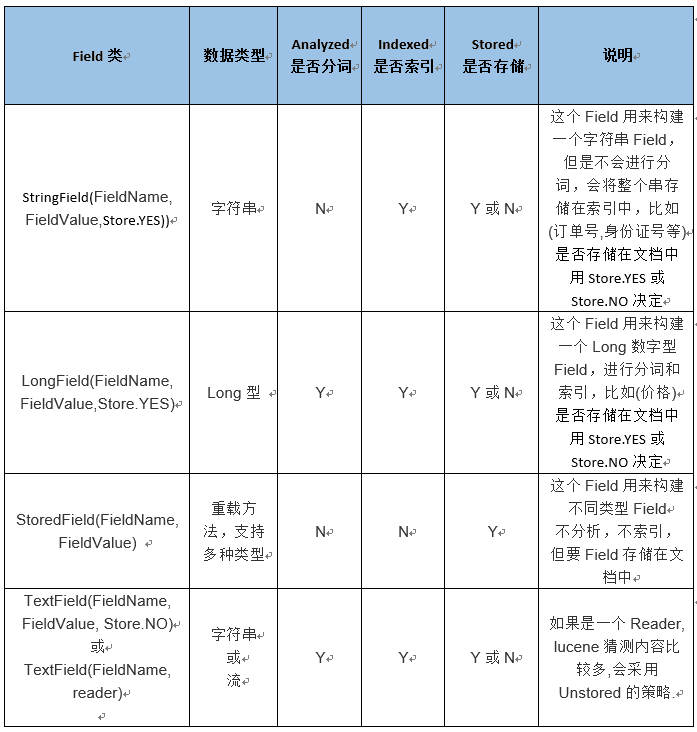 Field 类
数据类型
Analyzed
是否分词
Indexed
是否索引
Stored
是否存储
说明
StringField(FieldName,
FieldValue,Store.YES))
字符串
N
Y
Y 或 N
这个 Field 用来构建
一个字符串 Field，
但是不会进行分
词，会将整个串存
储在索引中，比如
(订单号,身份证号等)
是否存储在文档中
用 Store.YES 或
Store.NO 决定
LongField(FieldName,
FieldValue,Store.YES)
Long 型
Y
Y
Y 或 N
这个 Field 用来构建
一个 Long 数字型
Field，进行分词和
索引，比如(价格)
是否存储在文档中
用 Store.YES 或
Store.NO 决定
StoredField(FieldName,
FieldValue)
重载方
法，支持
多种类型
N
N
Y
这个 Field 用来构建
不同类型 Field
不分析，不索引，
但要 Field 存储在文
档中
TextField(FieldName,
FieldValue, Store.NO)
或
TextField(FieldName,
reader)
字符串
或
流
Y
Y
Y 或 N
如果是一个 Reader,
lucene 猜测内容比
较多,会采用
Unstored 的策略.